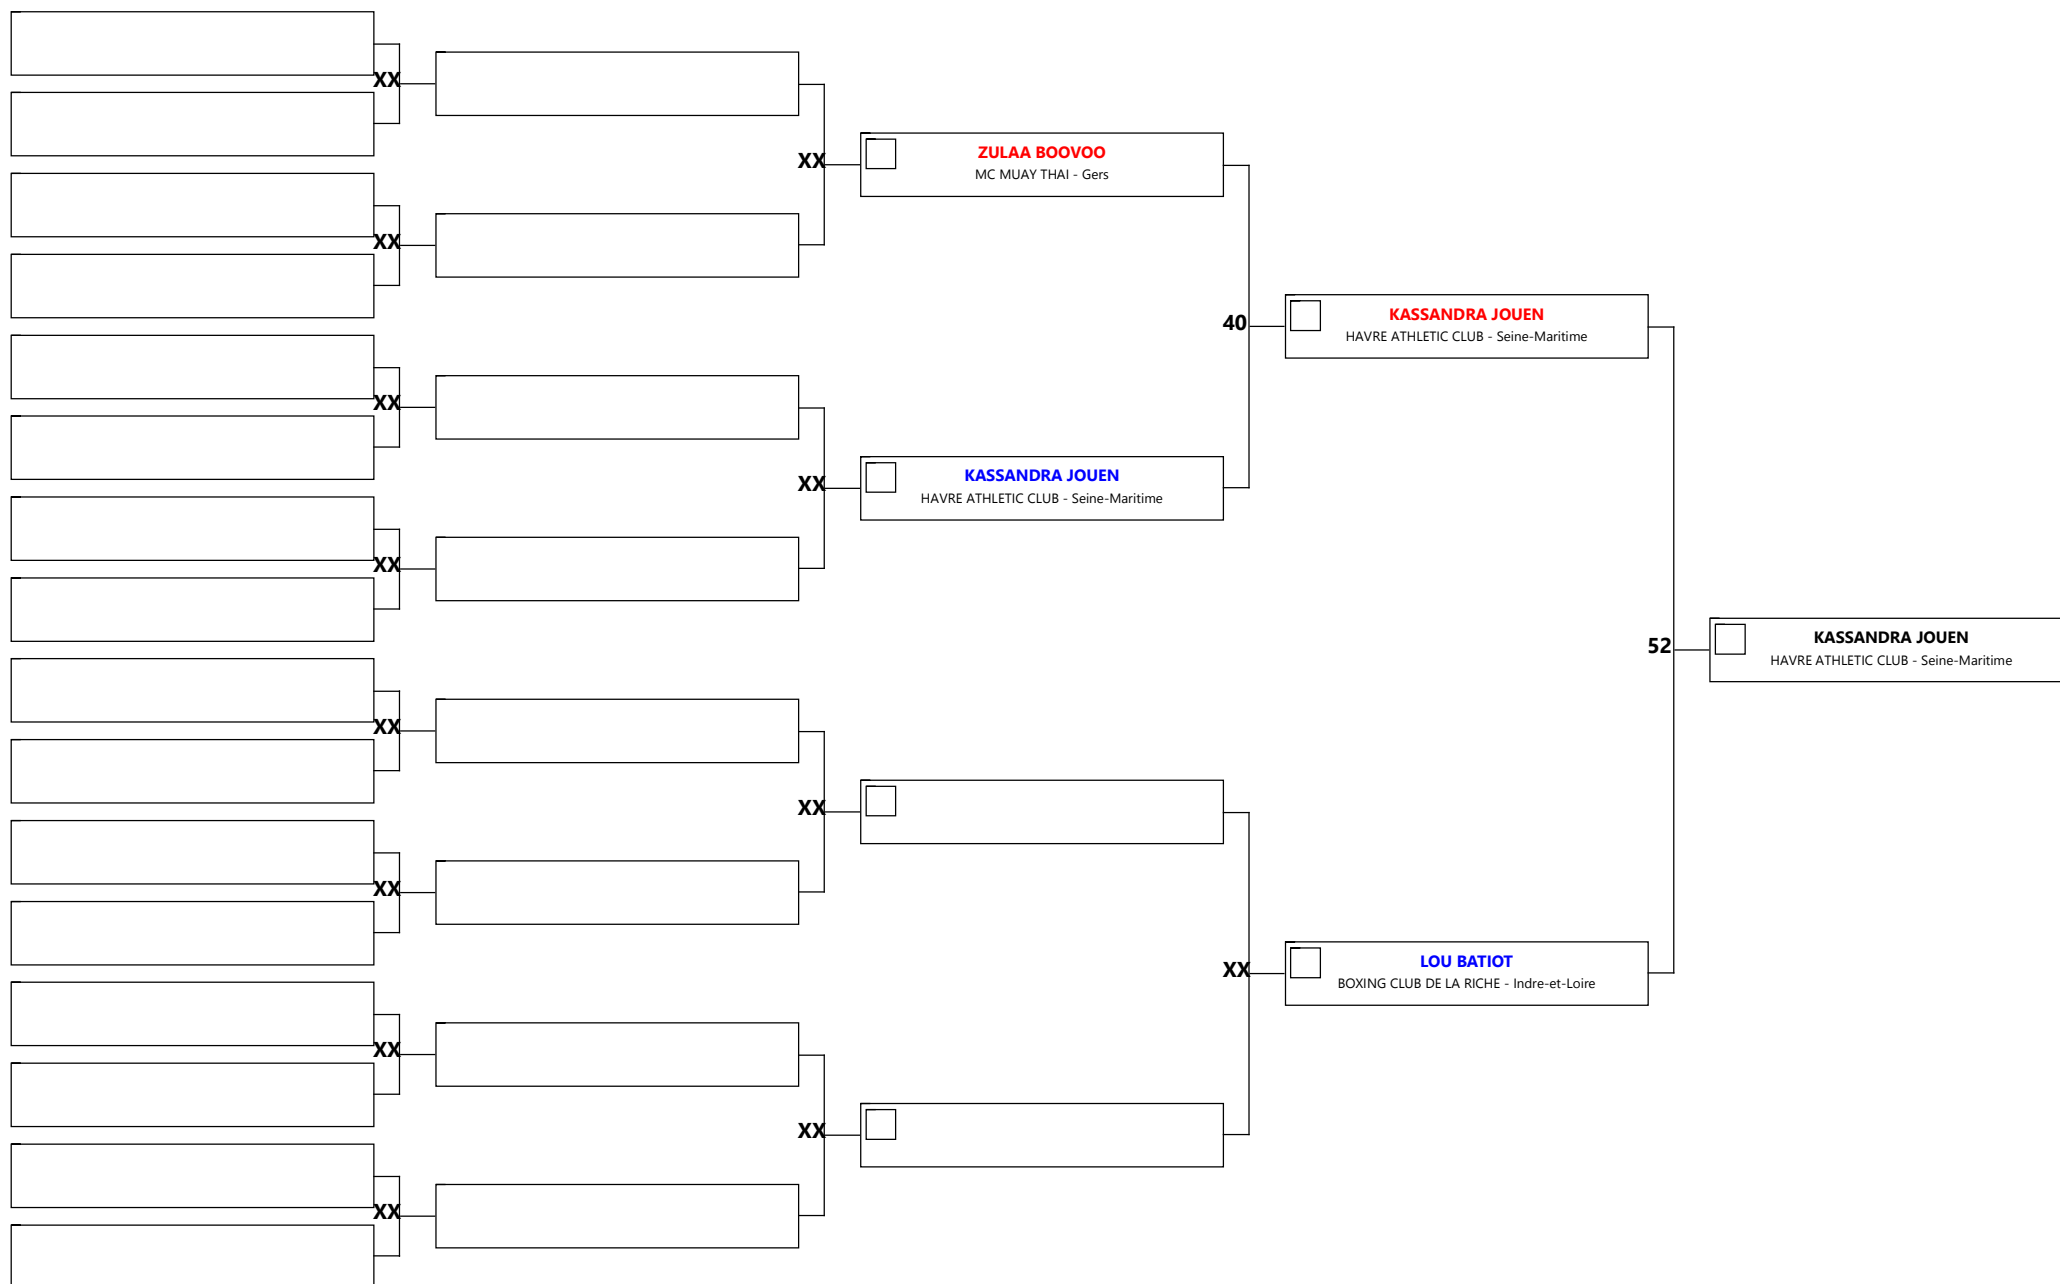 XX
XX
XX
XX
XX
XX
XX
XX
XX
XX
XX
XX
ZULAA BOOVOO
MC MUAY THAI - Gers
KASSANDRA JOUEN
HAVRE ATHLETIC CLUB - Seine-Maritime
40
XX
KASSANDRA JOUEN
HAVRE ATHLETIC CLUB - Seine-Maritime
LOU BATIOT
BOXING CLUB DE LA RICHE - Indre-et-Loire
52
KASSANDRA JOUEN
HAVRE ATHLETIC CLUB - Seine-Maritime